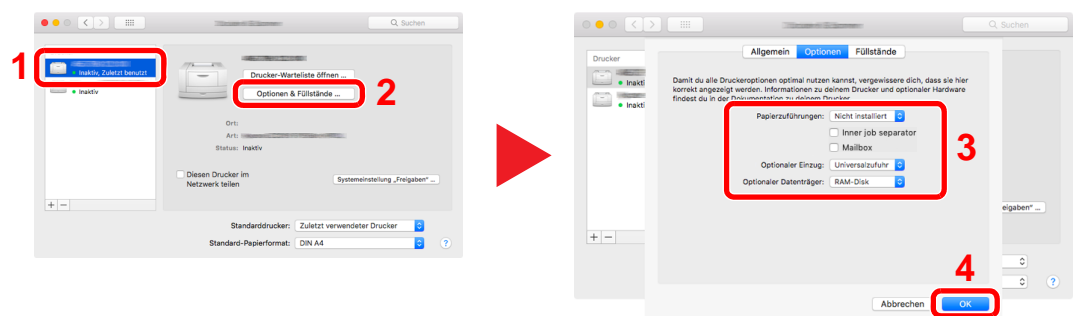 Suchen
1
Inaktiv, Zuletzt benutzt
Inaktiv
Drucker-Warteliste öffnen ...
Optionen & Füllstände ...
2
Ort:
Art:
Status: Inaktiv
Diesen Drucker im
Netzwerk teilen
Systemeinstellung „Freigaben“ ...
+ −
Standarddrucker: Zuletzt verwendeter Drucker
Standard-Papierformat: DIN A4
?
Suchen
Drucker
Inakti
Inakti
Allgemein Optionen Füllstände
Damit du alle Druckeroptionen optimal nutzen kannst, vergewissere dich, dass sie hier
korrekt angezeigt werden. Informationen zu deinem Drucker und optionaler Hardware
findest du in der Dokumentation zu deinem Drucker.
Papierzuführungen: Nicht installiert
Inner job separator
Mailbox
Optionaler Einzug: Universalzufuhr
Optionaler Datenträger: RAM-Disk
3
eigaben“ ...
+ −
?
4
Abbrechen OK